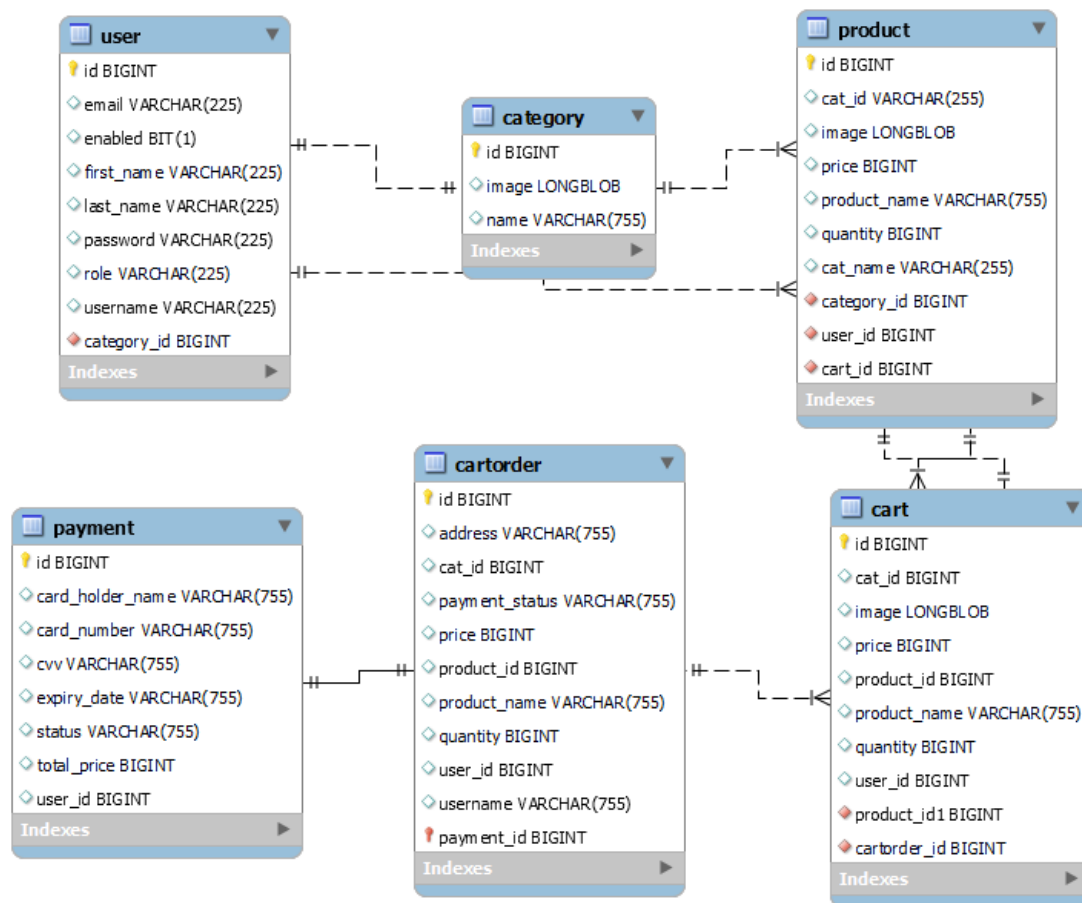 user
id BIGINT
email VARCHAR(225)
enabled BIT(1)
first_name VARCHAR(225)
last_name VARCHAR(225)
password VARCHAR(225)
role VARCHAR(225)
username VARCHAR(225)
category_id BIGINT
Indexes
category
id BIGINT
image LONGBLOB
name VARCHAR(755)
Indexes
product
id BIGINT
cat_id VARCHAR(255)
image LONGBLOB
price BIGINT
product_name VARCHAR(755)
quantity BIGINT
cat_name VARCHAR(255)
category_id BIGINT
user_id BIGINT
cart_id BIGINT
Indexes
payment
id BIGINT
card_holder_name VARCHAR(755)
card_number VARCHAR(755)
cvv VARCHAR(755)
expiry_date VARCHAR(755)
status VARCHAR(755)
total_price BIGINT
user_id BIGINT
Indexes
cartorder
id BIGINT
address VARCHAR(755)
cat_id BIGINT
payment_status VARCHAR(755)
price BIGINT
product_id BIGINT
product_name VARCHAR(755)
quantity BIGINT
user_id BIGINT
username VARCHAR(755)
payment_id BIGINT
Indexes
cart
id BIGINT
cat_id BIGINT
image LONGBLOB
price BIGINT
product_id BIGINT
product_name VARCHAR(755)
quantity BIGINT
user_id BIGINT
product_id1 BIGINT
cartorder_id BIGINT
Indexes